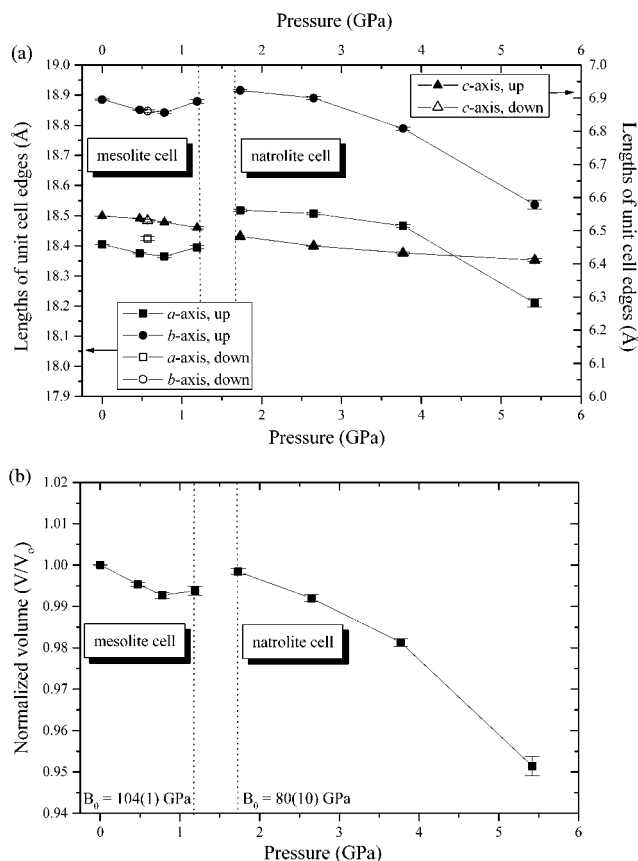 Pressure (GPa)
0 1 2 3 4 5 6
(a)
19.0
18.9
18.8
18.7
18.6
18.5
18.4
18.3
18.2
18.1
18.0
17.9
Lengths of unit cell edges (Å)
mesolite cell
natrolite cell
c-axis, up
c-axis, down
a-axis, up
b-axis, up
a-axis, down
b-axis, down
7.0
6.9
6.8
6.7
6.6
6.5
6.4
6.3
6.2
6.1
6.0
Lengths of unit cell edges (Å)
0 1 2 3 4 5 6
Pressure (GPa)
(b)
1.02
1.01
1.00
0.99
0.98
0.97
0.96
0.95
0.94
Normalized volume (V/Vo)
mesolite cell
natrolite cell
B0 = 104(1) GPa
B0 = 80(10) GPa
0 1 2 3 4 5 6
Pressure (GPa)